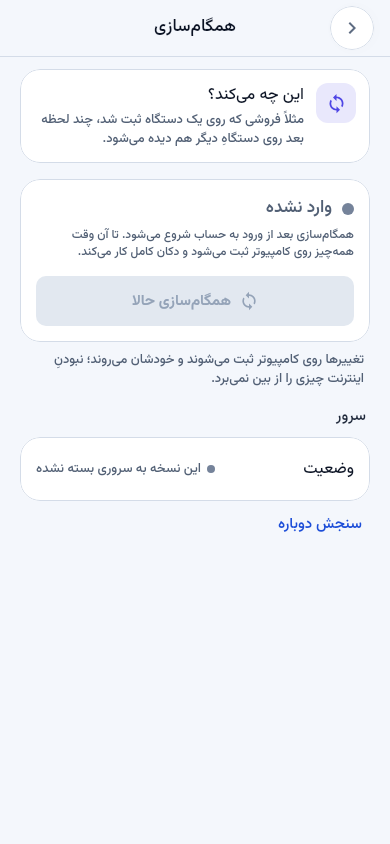 همگام‌سازی
این چه می‌کند؟
مثلاً فروشی که روی یک دستگاه ثبت شد، چند لحظه
بعد روی دستگاهِ دیگر هم دیده می‌شود.
وارد نشده
همگام‌سازی بعد از ورود به حساب شروع می‌شود. تا آن وقت
همه‌چیز روی کامپیوتر ثبت می‌شود و دکان کامل کار می‌کند.
همگام‌سازی حالا
تغییرها روی کامپیوتر ثبت می‌شوند و خودشان می‌روند؛ نبودنِ
اینترنت چیزی را از بین نمی‌برد.
سرور
وضعیت
این نسخه به سروری بسته نشده
سنجش دوباره